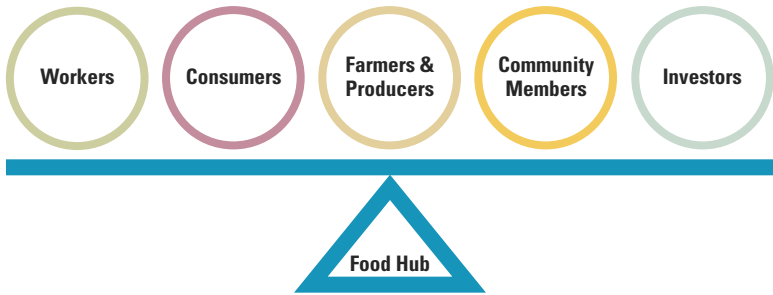 Workers
Consumers
Farmers &
Producers
Community
Members
Investors
Food Hub